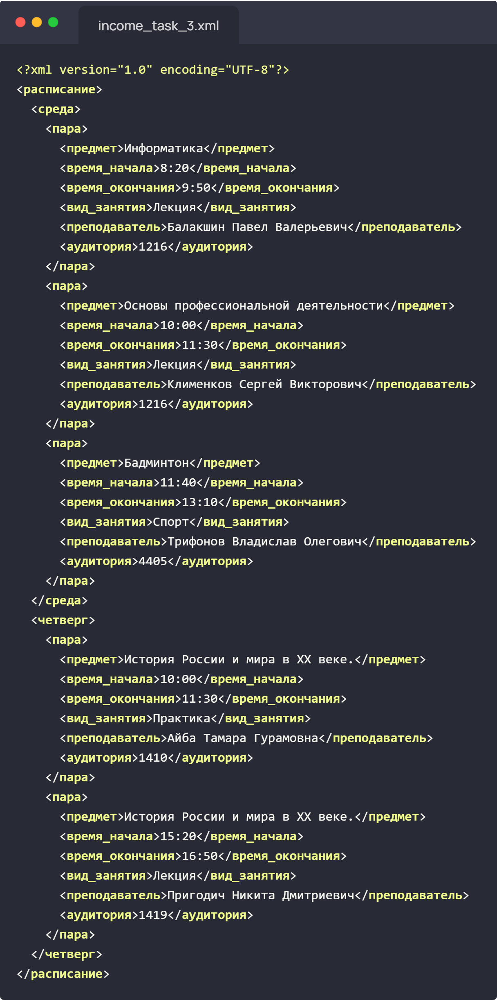 income_task_3.xml
<?xml version="1.0" encoding="UTF-8"?>
<расписание>
  <среда>
    <пара>
      <предмет>Информатика</предмет>
      <время_начала>8:20</время_начала>
      <время_окончания>9:50</время_окончания>
      <вид_занятия>Лекция</вид_занятия>
      <преподаватель>Балакшин Павел Валерьевич</преподаватель>
      <аудитория>1216</аудитория>
    </пара>
    <пара>
      <предмет>Основы профессиональной деятельности</предмет>
      <время_начала>10:00</время_начала>
      <время_окончания>11:30</время_окончания>
      <вид_занятия>Лекция</вид_занятия>
      <преподаватель>Клименков Сергей Викторович</преподаватель>
      <аудитория>1216</аудитория>
    </пара>
    <пара>
      <предмет>Бадминтон</предмет>
      <время_начала>11:40</время_начала>
      <время_окончания>13:10</время_окончания>
      <вид_занятия>Спорт</вид_занятия>
      <преподаватель>Трифонов Владислав Олегович</преподаватель>
      <аудитория>4405</аудитория>
    </пара>
  </среда>
  <четверг>
    <пара>
      <предмет>История России и мира в XX веке.</предмет>
      <время_начала>10:00</время_начала>
      <время_окончания>11:30</время_окончания>
      <вид_занятия>Практика</вид_занятия>
      <преподаватель>Айба Тамара Гурамовна</преподаватель>
      <аудитория>1410</аудитория>
    </пара>
    <пара>
      <предмет>История России и мира в XX веке.</предмет>
      <время_начала>15:20</время_начала>
      <время_окончания>16:50</время_окончания>
      <вид_занятия>Лекция</вид_занятия>
      <преподаватель>Пригодич Никита Дмитриевич</преподаватель>
      <аудитория>1419</аудитория>
    </пара>
  </четверг>
</расписание>